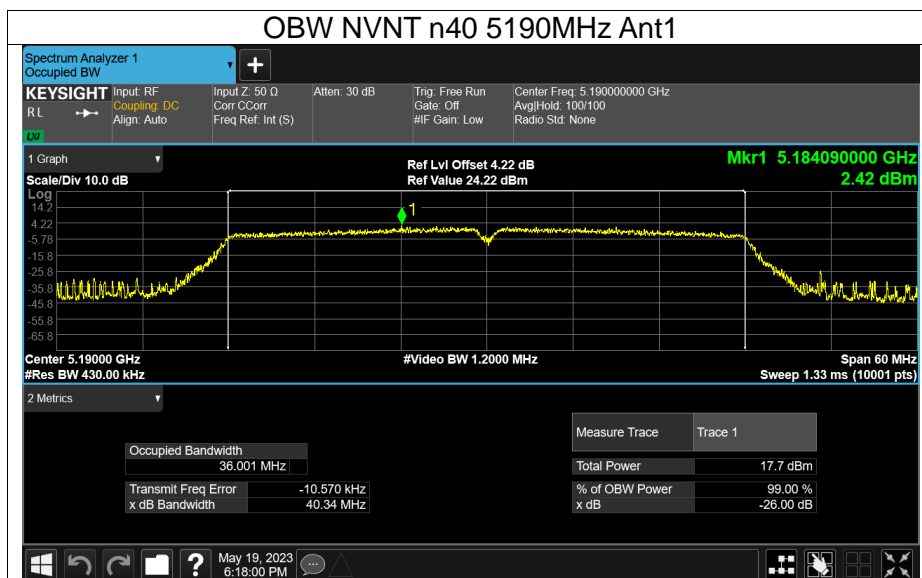 OBW NVNT n40 5190MHz Ant1
Spectrum Analyzer 1
Occupied BW
+
KEYSIGHT
R L
LXI
Input: RF
Coupling: DC
Align: Auto
Input Z: 50 Ω
Corr CCorr
Freq Ref: Int (S)
Atten: 30 dB
Trig: Free Run
Gate: Off
#IF Gain: Low
Center Freq: 5.190000000 GHz
Avg|Hold: 100/100
Radio Std: None
1 Graph
Scale/Div 10.0 dB
Ref Lvl Offset 4.22 dB
Ref Value 24.22 dBm
Mkr1 5.184090000 GHz
2.42 dBm
Log
14.2
4.22
-5.78
-15.8
-25.8
-35.8
-45.8
-55.8
-65.8
1
Center 5.19000 GHz
#Res BW 430.00 kHz
#Video BW 1.2000 MHz
Span 60 MHz
Sweep 1.33 ms (10001 pts)
2 Metrics
Measure Trace Trace 1
Occupied Bandwidth
36.001 MHz
Total Power 17.7 dBm
Transmit Freq Error -10.570 kHz
% of OBW Power 99.00 %
x dB Bandwidth 40.34 MHz
x dB -26.00 dB
?
May 19, 2023
6:18:00 PM